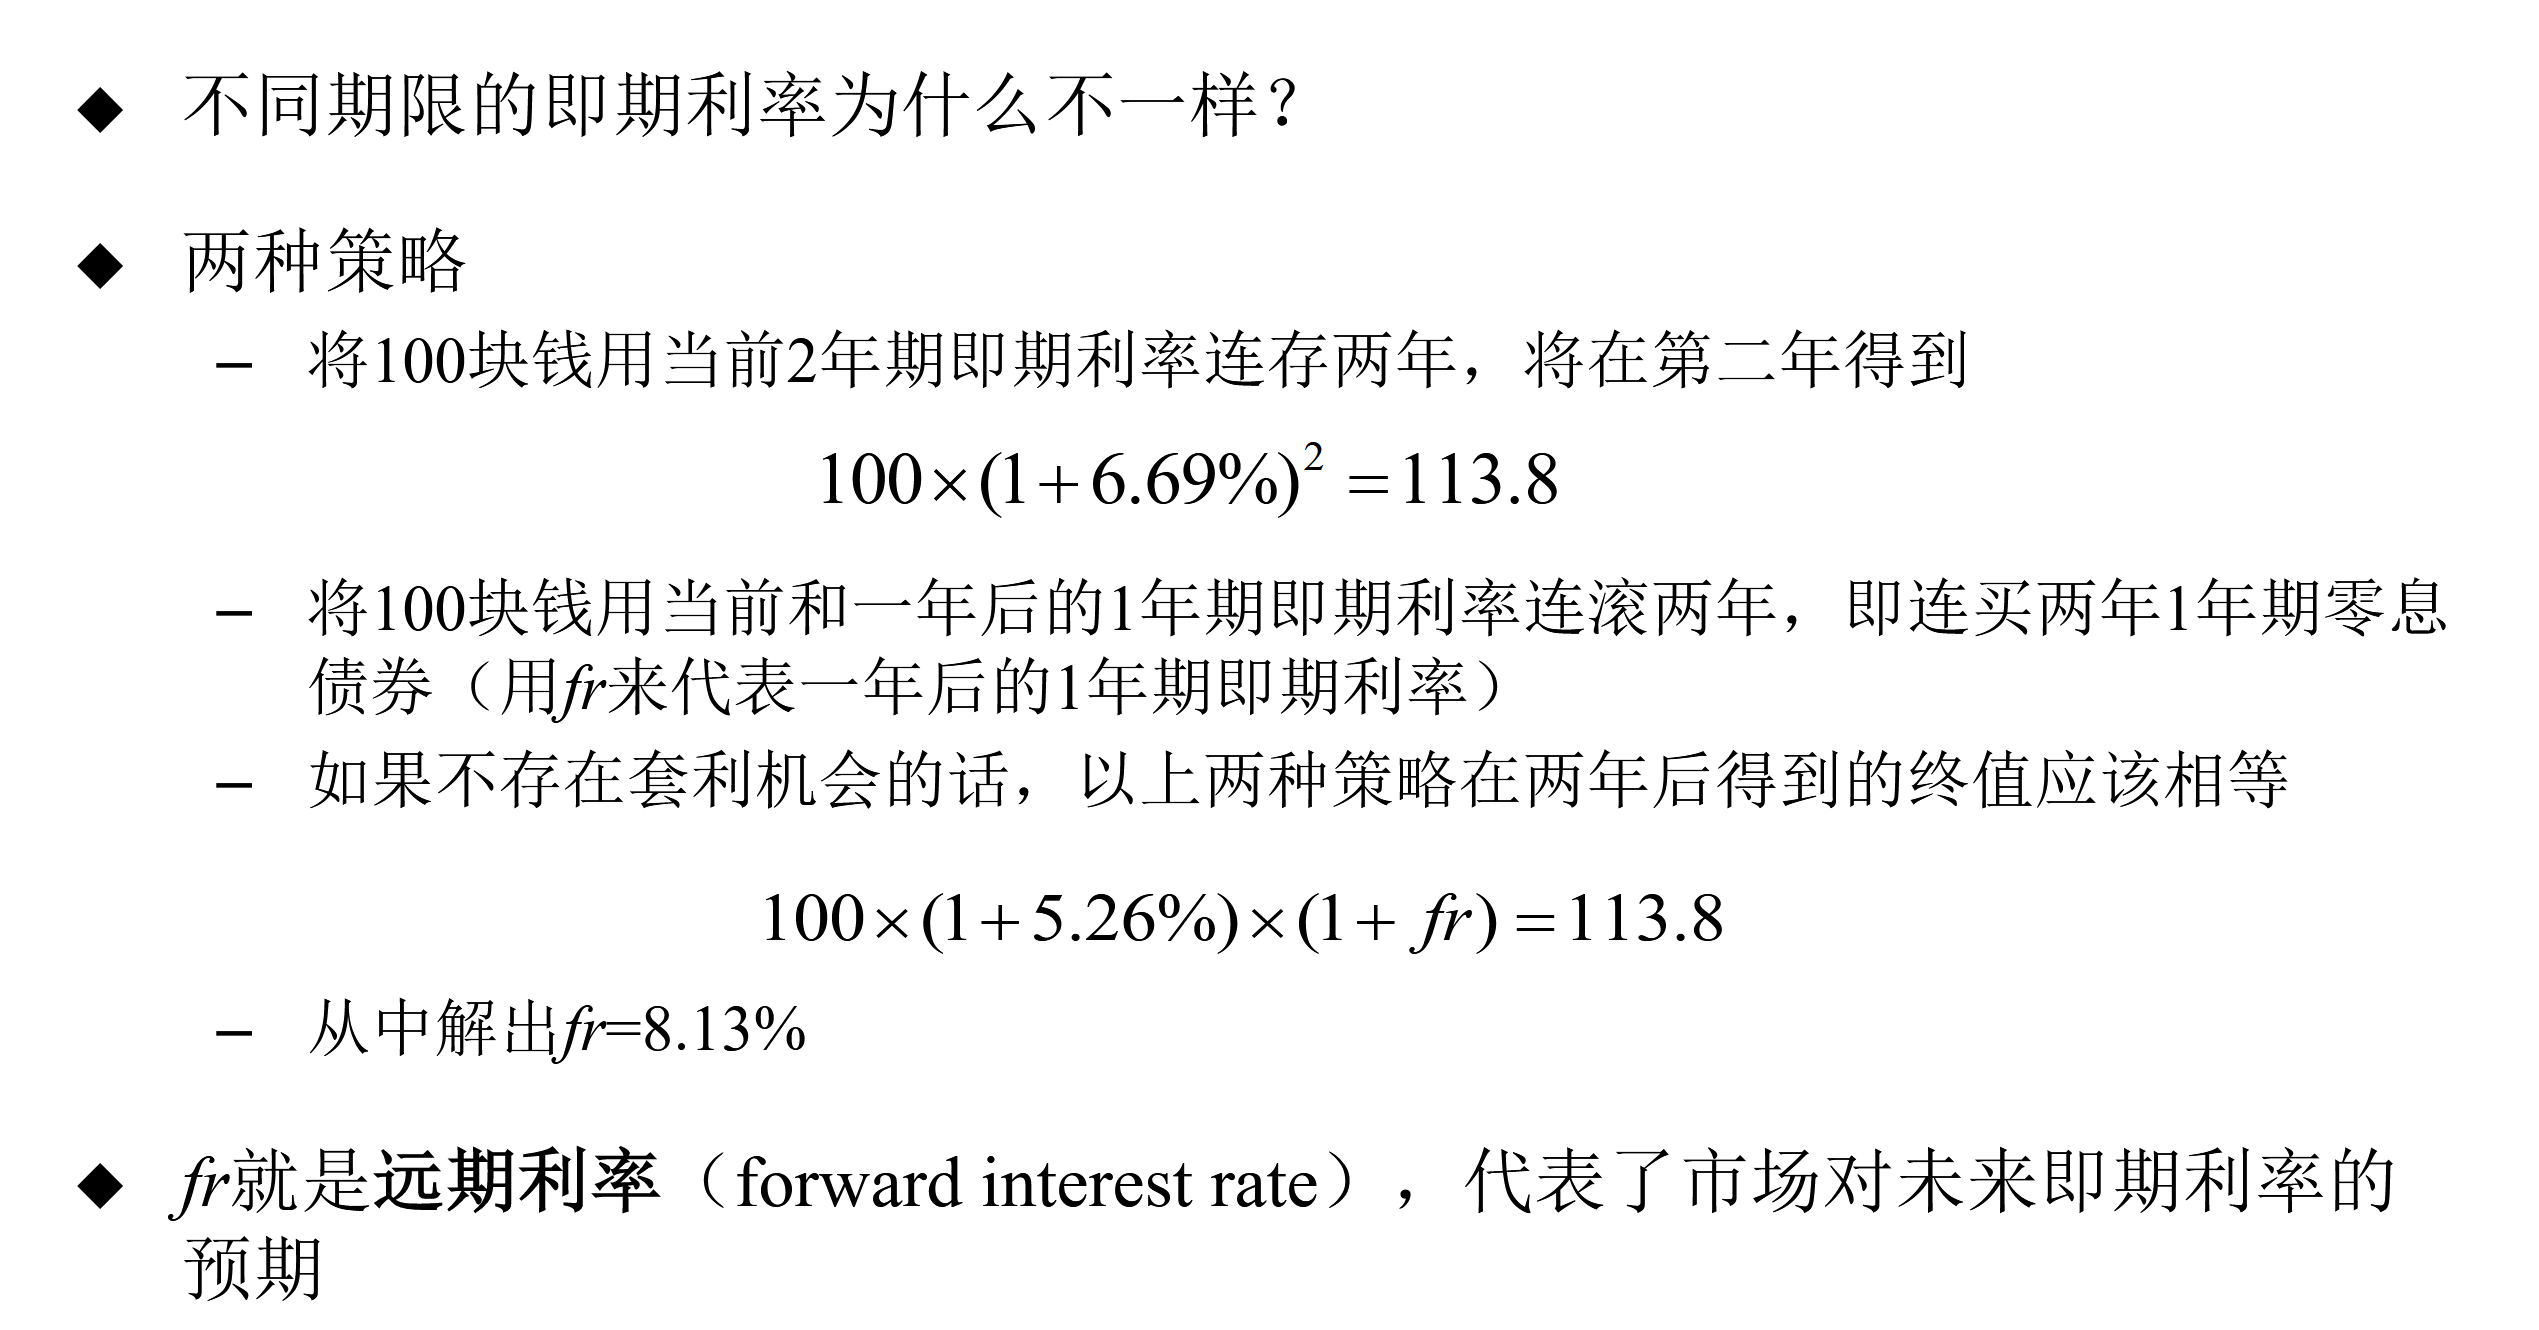 ◆ 不同期限的即期利率为什么不一样？
◆ 两种策略
– 将100块钱用当前2年期即期利率连存两年，将在第二年得到
100×(1+6.69%)² =113.8
– 将100块钱用当前和一年后的1年期即期利率连滚两年，即连买两年1年期零息
债券（用fr来代表一年后的1年期即期利率）
– 如果不存在套利机会的话，以上两种策略在两年后得到的终值应该相等
100×(1+5.26%)×(1+ fr)=113.8
– 从中解出fr=8.13%
◆ fr就是远期利率（forward interest rate），代表了市场对未来即期利率的
预期